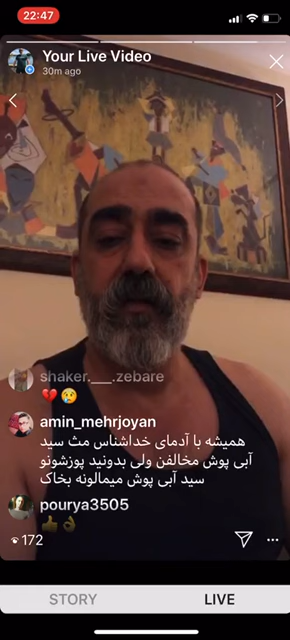 22:47
Your Live Video
30m ago
shaker.___.zebare
💔😢
amin_mehrjoyan
همیشه با آدمای خداشناس مث سید
آبی پوش مخالفن ولی بدونید پوزشونو
سید آبی پوش میمالونه بخاک
pourya3505
👍👌
172
STORY
LIVE